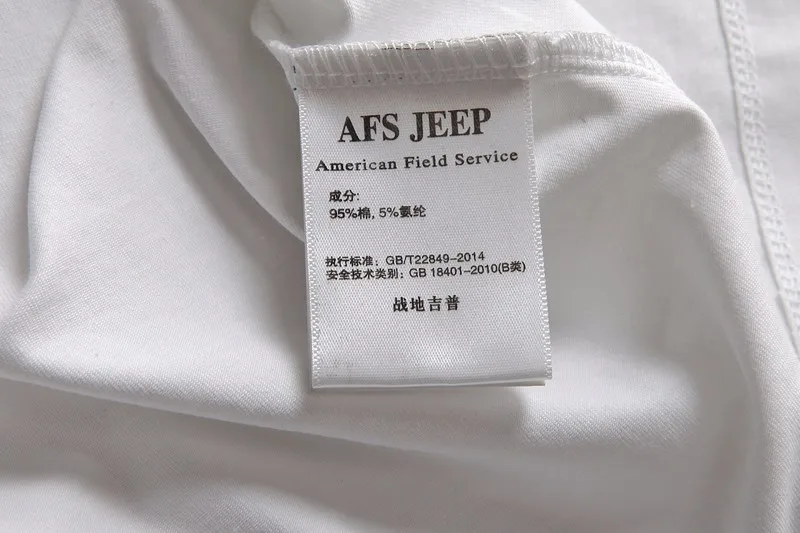 AFS JEEP
American Field Service
成分:
95%棉, 5%氨纶
执行标准: GB/T22849-2014
安全技术类别: GB 18401-2010(B类)
战地吉普